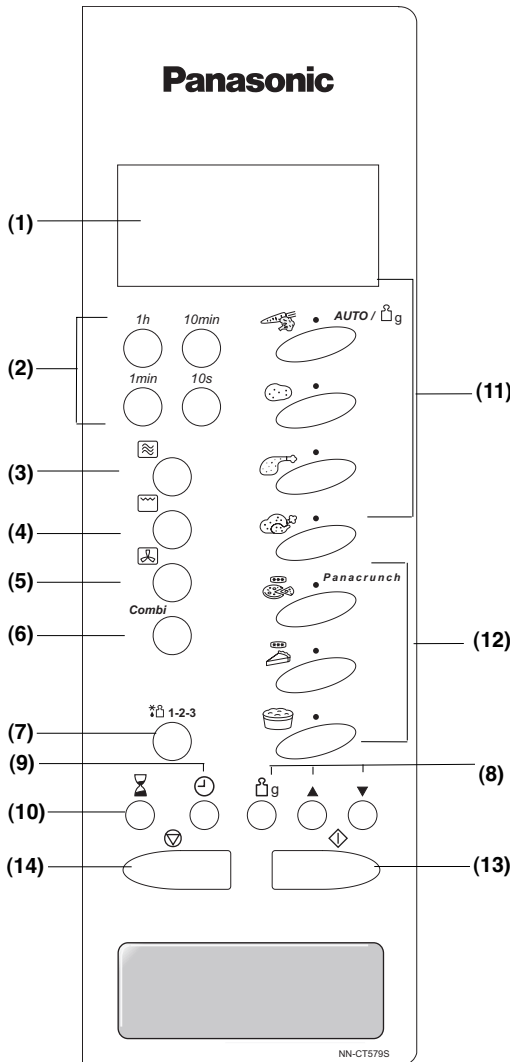 Panasonic
(1)
1h 10min
AUTO / g
(2)
1min 10s
(11)
(3)
(4)
(5)
Panacrunch
Combi
(6)
(12)
1-2-3
(7)
(9)
(8)
g ▲ ▼
(10)
(14)
(13)
NN-CT579S